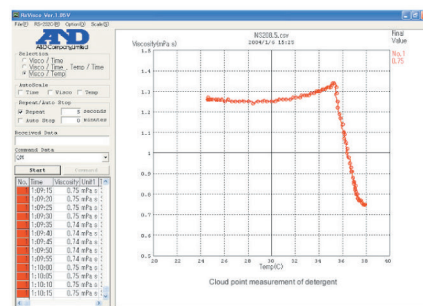 RsVisco Ver.1.00V
File(F) RS-232C(R) Option(O) Scale(S)
AND
A&D Company,Limited
Selection
Visco / Time
Visco / Time , Temp / Time
Visco / Temp
AutoScale
Time Visco Temp
Repeat/Auto Stop
Repeat 5 seconds
Auto Stop 0 minutes
Received Data
Command Data
QM
Start Command
No. Time Viscosity Unit1
1:09:15 0.75 mPa s
1:09:20 0.75 mPa s
1:09:25 0.75 mPa s
1:09:30 0.75 mPa s
1:09:35 0.74 mPa s
1:09:40 0.74 mPa s
1:09:45 0.74 mPa s
1:09:50 0.74 mPa s
1:09:55 0.74 mPa s
1:10:00 0.75 mPa s
1:10:05 0.75 mPa s
1:10:10 0.75 mPa s
1:10:15 0.75 mPa s
NS208.5.csv
Viscosity(mPa s) 2004/1/6 15:25
Final
Value
No.1
0.75
1.5
1.4
1.3
1.2
1.1
1
0.9
0.8
0.7
0.6
0.5
20 22 24 26 28 30 32 34 36 38 40
Temp(C)
Cloud point measurement of detergent